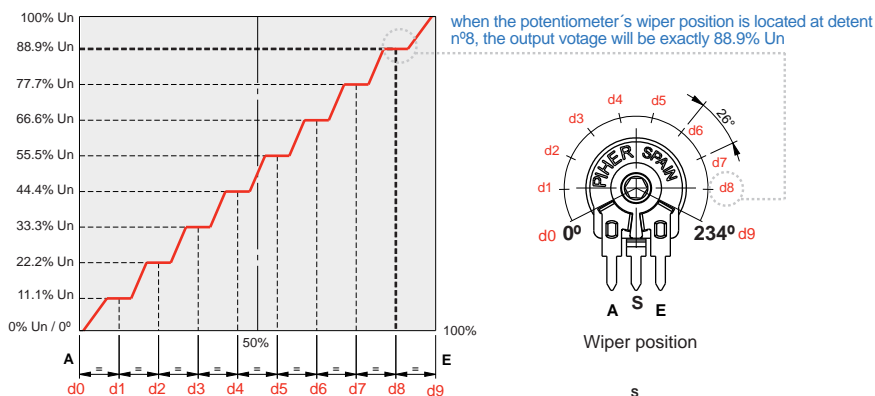 100% Un
88.9% Un
77.7% Un
66.6% Un
55.5% Un
44.4% Un
33.3% Un
22.2% Un
11.1% Un
0% Un / 0º
50%
100%
A
E
= = = = = = = = =
d0 d1 d2 d3 d4 d5 d6 d7 d8 d9
when the potentiometer´s wiper position is located at detent
nº8, the output votage will be exactly 88.9% Un
d4 d5
26°
d3 d6
d2 d7
d1 d8
PIHER SPAIN
d0 0º 234º d9
A S E
Wiper position
s